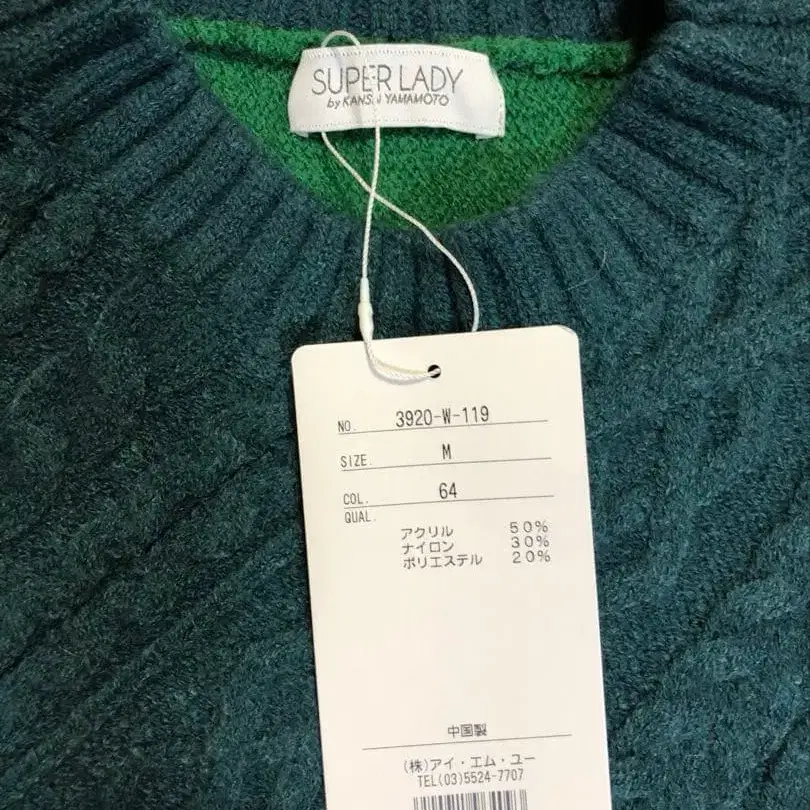 SUPER LADY
by KANSAI YAMAMOTO
NO. 3920-W-119
SIZE. M
COL. 64
QUAL.
アクリル 50%
ナイロン 30%
ポリエステル 20%
中国製
(株)アイ・エム・ユー
TEL(03)5524-7707